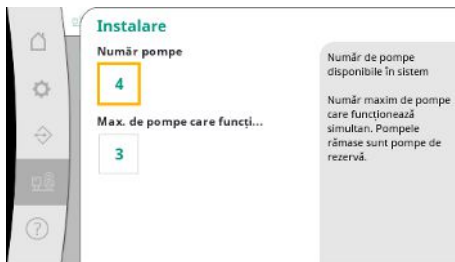 Instalare
Număr pompe
4
Max. de pompe care funcți...
3
Număr de pompe
disponibile în sistem
Număr maxim de pompe
care funcționează
simultan. Pompele
rămase sunt pompe de
rezervă.
?